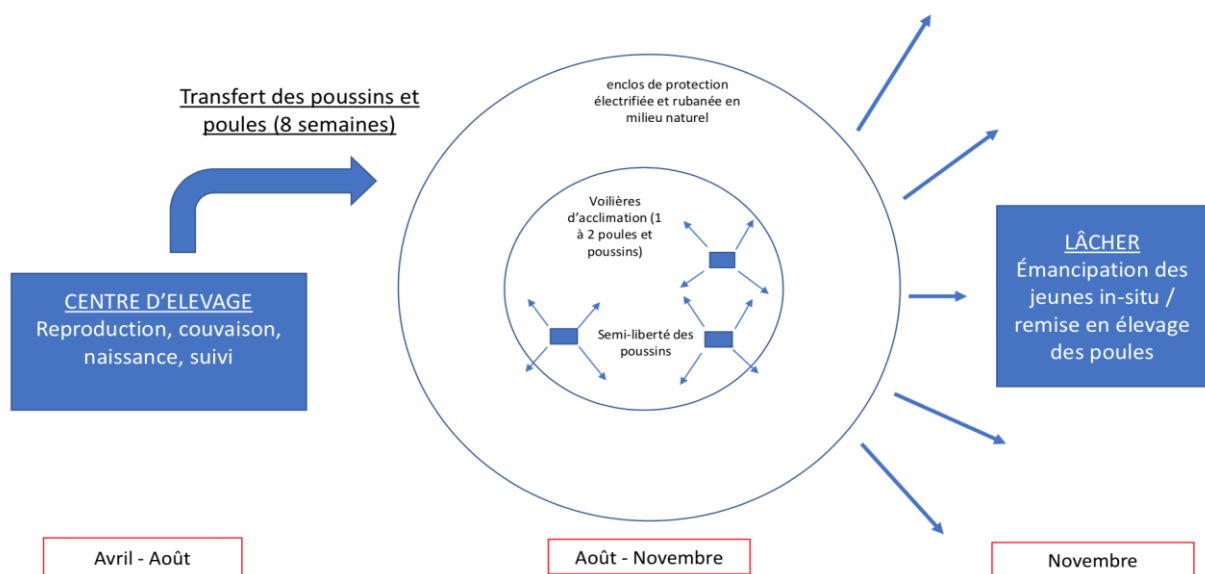 Transfert des poussins et
poules (8 semaines)
CENTRE D'ELEVAGE
Reproduction, couvaison,
naissance, suivi
enclos de protection
électrifiée et rubanée en
milieu naturel
Voilières
d'acclimation (1
à 2 poules et
poussins)
Semi-liberté des
poussins
LÂCHER
Émancipation des
jeunes in-situ /
remise en élevage
des poules
Avril - Août
Août - Novembre
Novembre